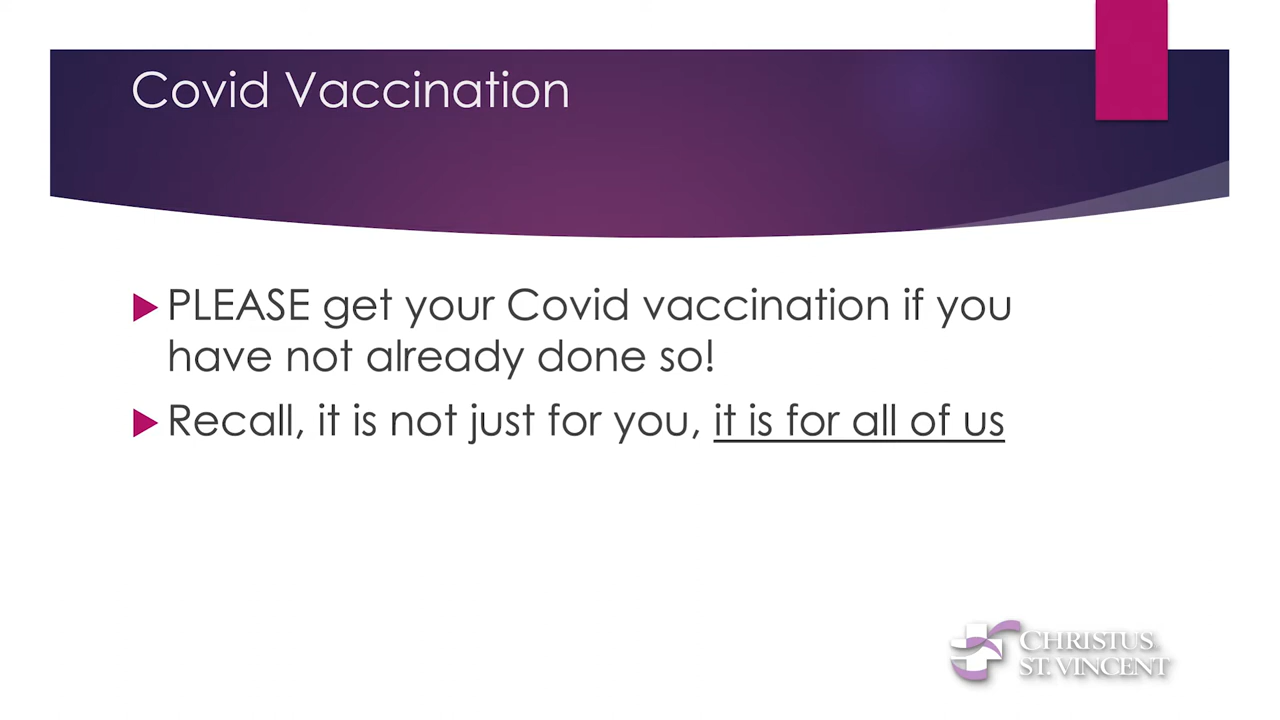 Covid Vaccination
PLEASE get your Covid vaccination if you
have not already done so!
Recall, it is not just for you, it is for all of us
CHRISTUS
ST. VINCENT